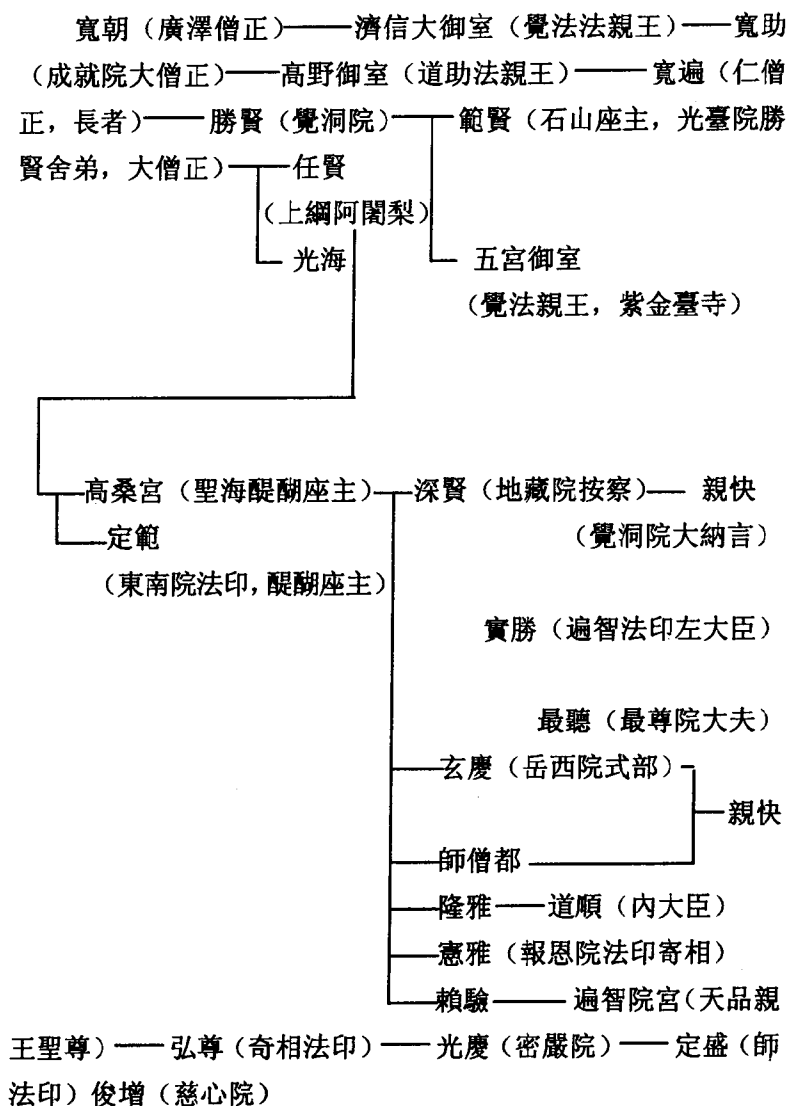 寬朝（廣澤僧正）——濟信大御室（覺法法親王）——寬助
（成就院大僧正）——高野御室（道助法親王）——寬遍（仁僧
正，長者）——勝賢（覺洞院）——範賢（石山座主，光臺院勝
賢舍弟，大僧正）——任賢
（上綱阿闍梨）
光海　五宮御室
（覺法親王，紫金臺寺）
高桑宮（聖海醍醐座主）——深賢（地藏院按察）——親快
定範　（覺洞院大納言）
（東南院法印，醍醐座主）
實勝（遍智法印左大臣）
最聽（最尊院大夫）
玄慶（岳西院式部）
親快
師僧都
隆雅——道順（內大臣）
憲雅（報恩院法印寄相）
賴驗——遍智院宮（天品親
王聖尊）——弘尊（奇相法印）——光慶（密嚴院）——定盛（師
法印）俊增（慈心院）